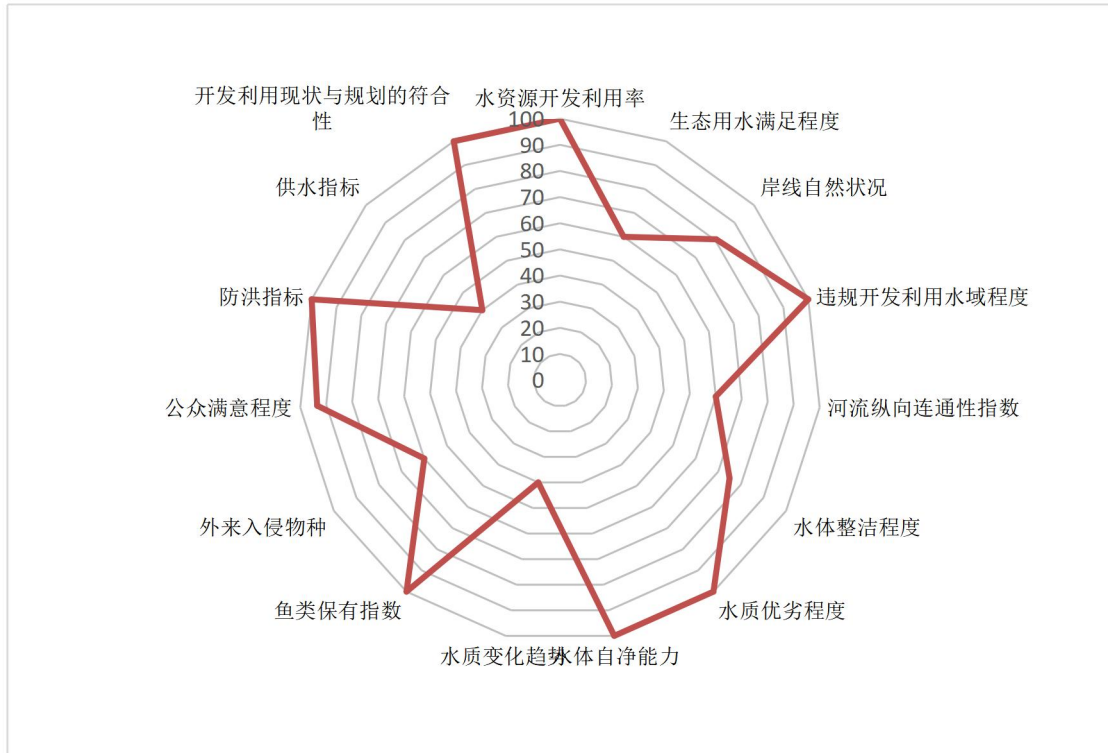 开发利用现状与规划的符合
性
水资源开发利用率
生态用水满足程度
岸线自然状况
违规开发利用水域程度
河流纵向连通性指数
水体整洁程度
水质优劣程度
水体自净能力
水质变化趋势
鱼类保有指数
外来入侵物种
公众满意程度
防洪指标
供水指标
100
90
80
70
60
50
40
30
20
10
0